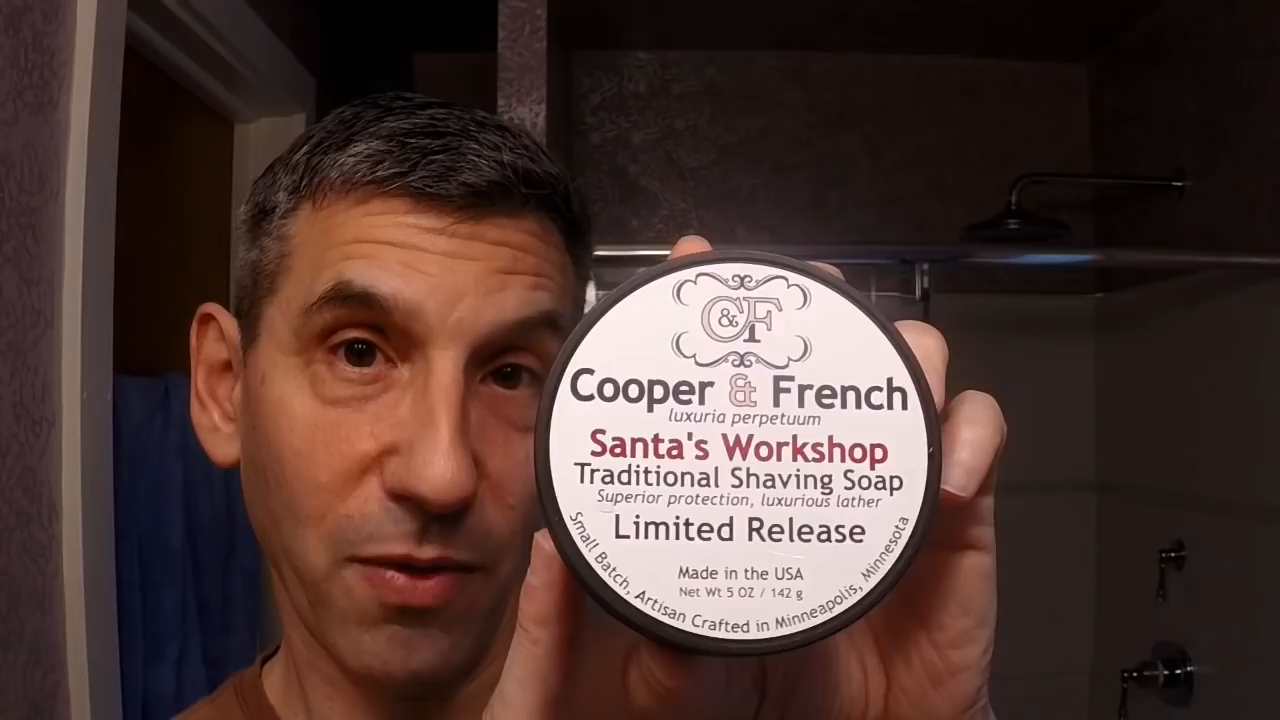 C&F
Cooper & French
luxuria perpetuum
Santa's Workshop
Traditional Shaving Soap
Superior protection, luxurious lather
Limited Release
Made in the USA
Net Wt 5 OZ / 142 g
Small Batch, Artisan Crafted in Minneapolis, Minnesota